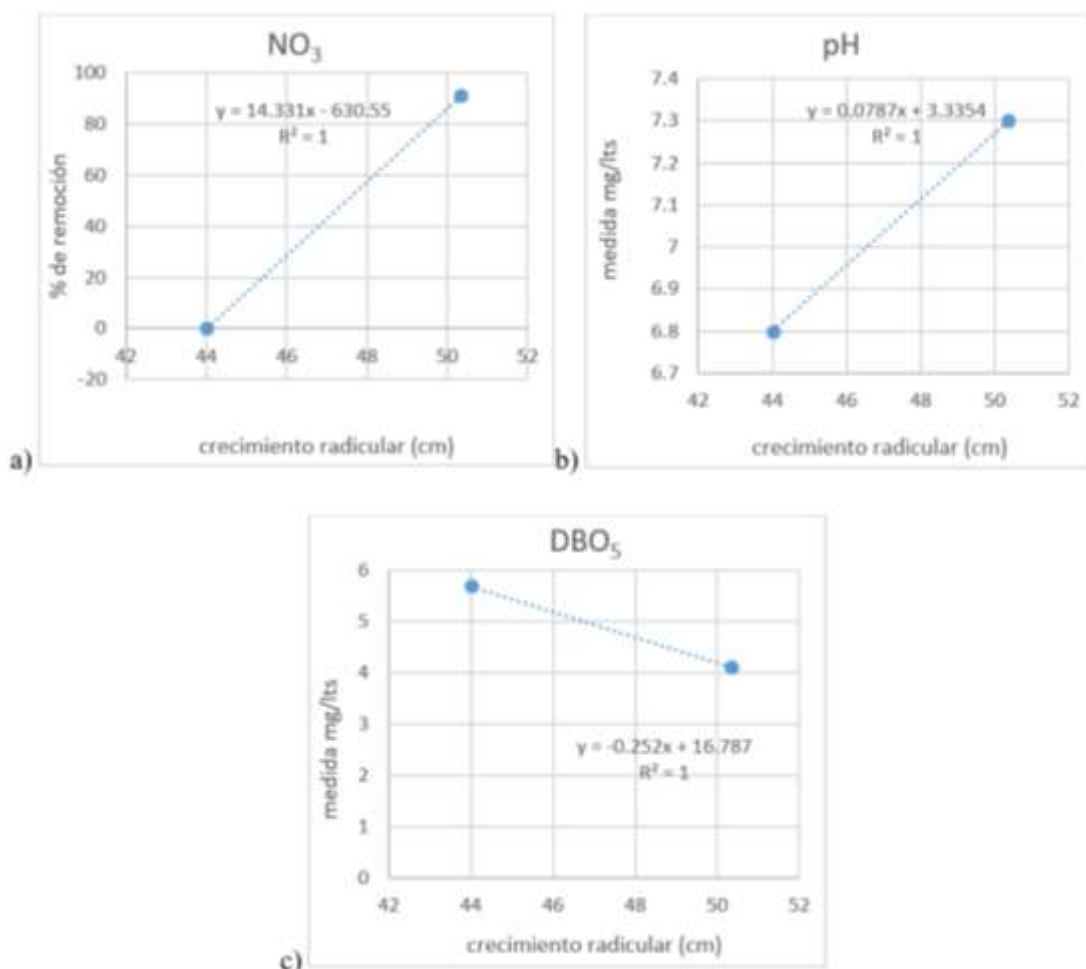 NO₃
100
80
60
40
20
0
-20
y = 14.331x - 630.55
R² = 1
% de remoción
42 44 46 48 50 52
crecimiento radicular (cm)
a)
pH
7.4
7.3
7.2
7.1
7
6.9
6.8
6.7
y = 0.0787x + 3.3354
R² = 1
medida mg/lts
42 44 46 48 50 52
crecimiento radicular (cm)
b)
DBO₅
6
5
4
3
2
1
0
y = -0.252x + 16.787
R² = 1
medida mg/lts
42 44 46 48 50 52
crecimiento radicular (cm)
c)